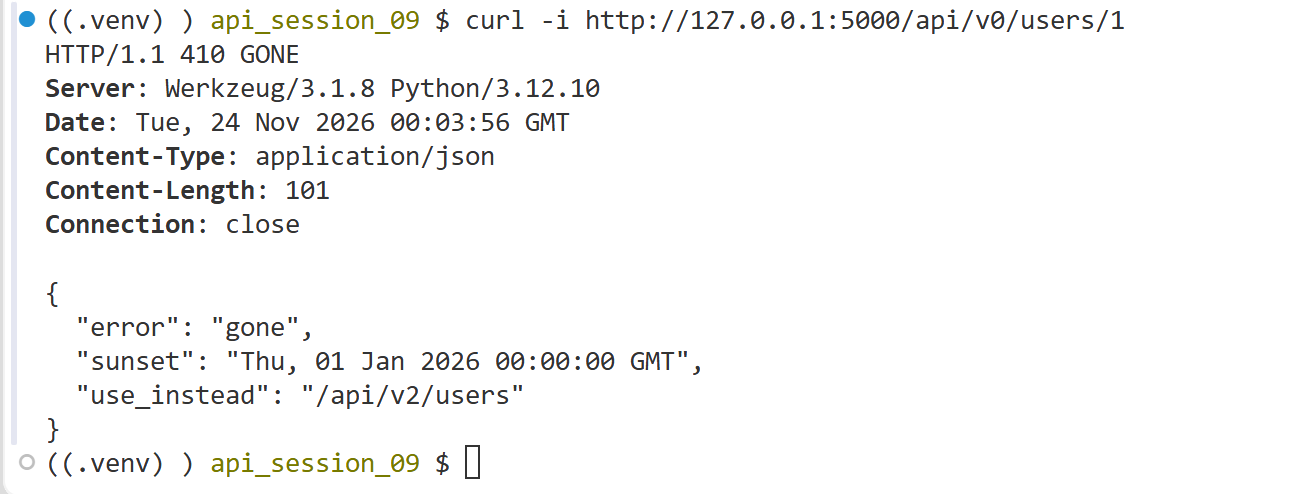 ((.venv) ) api_session_09 $ curl -i http://127.0.0.1:5000/api/v0/users/1
HTTP/1.1 410 GONE
Server: Werkzeug/3.1.8 Python/3.12.10
Date: Tue, 24 Nov 2026 00:03:56 GMT
Content-Type: application/json
Content-Length: 101
Connection: close

{
  "error": "gone",
  "sunset": "Thu, 01 Jan 2026 00:00:00 GMT",
  "use_instead": "/api/v2/users"
}
((.venv) ) api_session_09 $